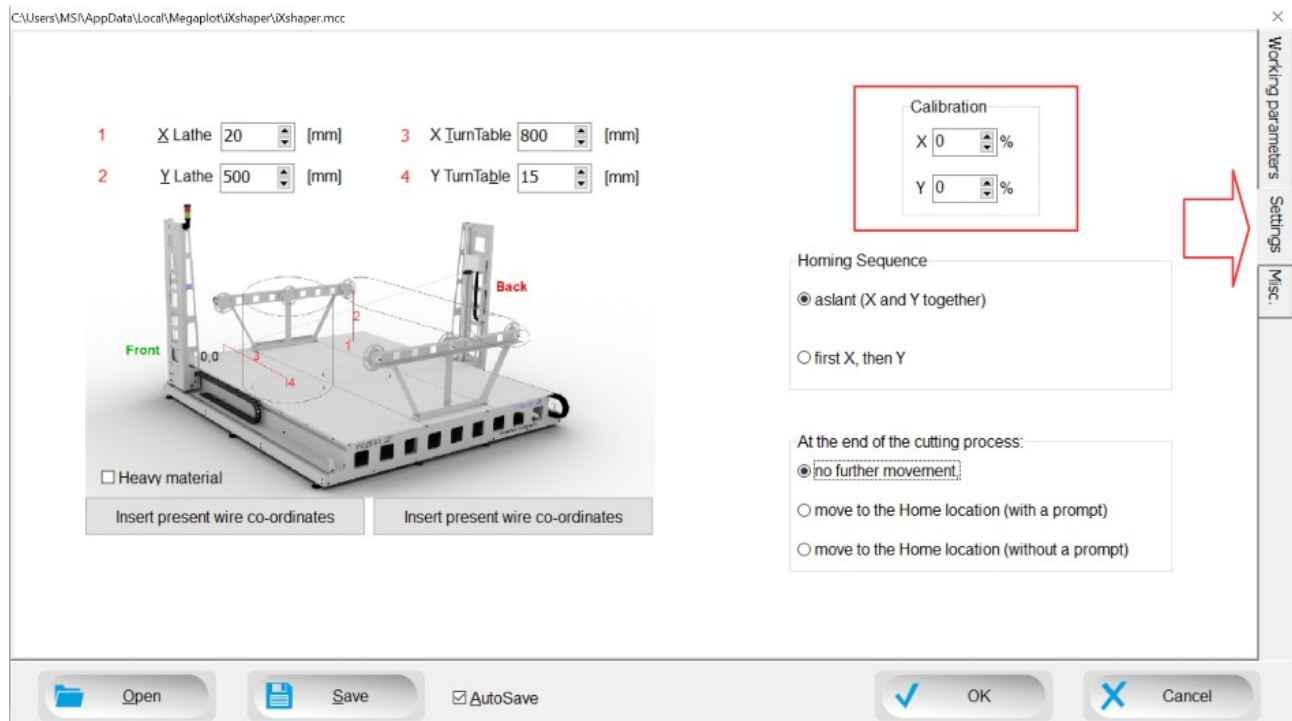 C:\Users\MSI\AppData\Local\Megaplot\iXshaper\iXshaper.mcc
Working parameters
Settings
Misc.
1 X Lathe 20 [mm] 3 X TurnTable 800 [mm]
2 Y Lathe 500 [mm] 4 Y TurnTable 15 [mm]
Calibration
X 0 %
Y 0 %
Back
2
1
Front 0,0 3
4
Heavy material
Insert present wire co-ordinates Insert present wire co-ordinates
Homing Sequence
aslant (X and Y together)
first X, then Y
At the end of the cutting process:
no further movement,
move to the Home location (with a prompt)
move to the Home location (without a prompt)
Open Save AutoSave OK Cancel